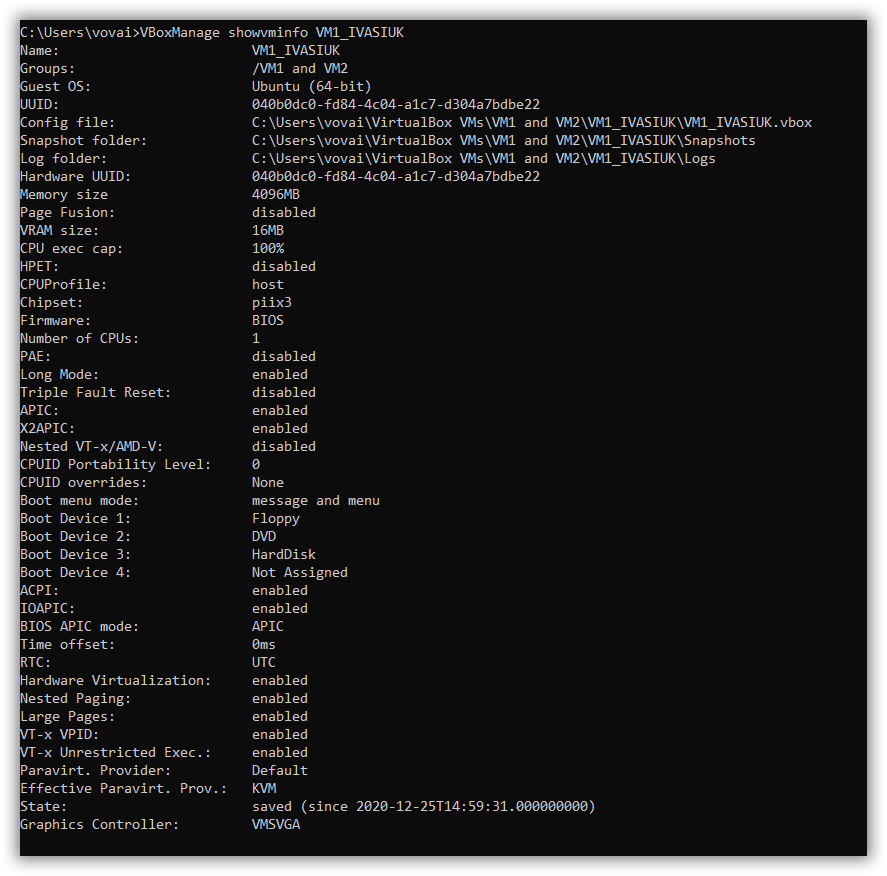 C:\Users\vovai>VBoxManage showvminfo VM1_IVASIUK
Name:                        VM1_IVASIUK
Groups:                      /VM1 and VM2
Guest OS:                    Ubuntu (64-bit)
UUID:                        040b0dc0-fd84-4c04-a1c7-d304a7bdbe22
Config file:                 C:\Users\vovai\VirtualBox VMs\VM1 and VM2\VM1_IVASIUK\VM1_IVASIUK.vbox
Snapshot folder:             C:\Users\vovai\VirtualBox VMs\VM1 and VM2\VM1_IVASIUK\Snapshots
Log folder:                  C:\Users\vovai\VirtualBox VMs\VM1 and VM2\VM1_IVASIUK\Logs
Hardware UUID:               040b0dc0-fd84-4c04-a1c7-d304a7bdbe22
Memory size                  4096MB
Page Fusion:                 disabled
VRAM size:                   16MB
CPU exec cap:                100%
HPET:                        disabled
CPUProfile:                  host
Chipset:                     piix3
Firmware:                    BIOS
Number of CPUs:              1
PAE:                         disabled
Long Mode:                   enabled
Triple Fault Reset:          disabled
APIC:                        enabled
X2APIC:                      enabled
Nested VT-x/AMD-V:           disabled
CPUID Portability Level:     0
CPUID overrides:             None
Boot menu mode:              message and menu
Boot Device 1:               Floppy
Boot Device 2:               DVD
Boot Device 3:               HardDisk
Boot Device 4:               Not Assigned
ACPI:                        enabled
IOAPIC:                      enabled
BIOS APIC mode:              APIC
Time offset:                 0ms
RTC:                         UTC
Hardware Virtualization:     enabled
Nested Paging:               enabled
Large Pages:                 enabled
VT-x VPID:                   enabled
VT-x Unrestricted Exec.:     enabled
Paravirt. Provider:          Default
Effective Paravirt. Prov.:   KVM
State:                       saved (since 2020-12-25T14:59:31.000000000)
Graphics Controller:         VMSVGA